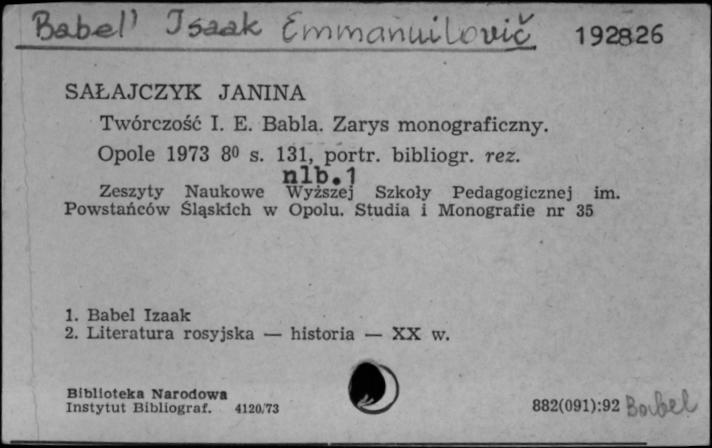 Babel' Isaak Emmanuilovič 192826
SAŁAJCZYK JANINA
Twórczość I. E. Babla. Zarys monograficzny.
Opole 1973 8⁰ s. 131, portr. bibliogr. rez.
nlb.1
Zeszyty Naukowe Wyższej Szkoły Pedagogicznej im.
Powstańców Śląskich w Opolu. Studia i Monografie nr 35
1. Babel Izaak
2. Literatura rosyjska — historia — XX w.
Biblioteka Narodowa
Instytut Bibliograf. 4120/73
882(091):92 Babel